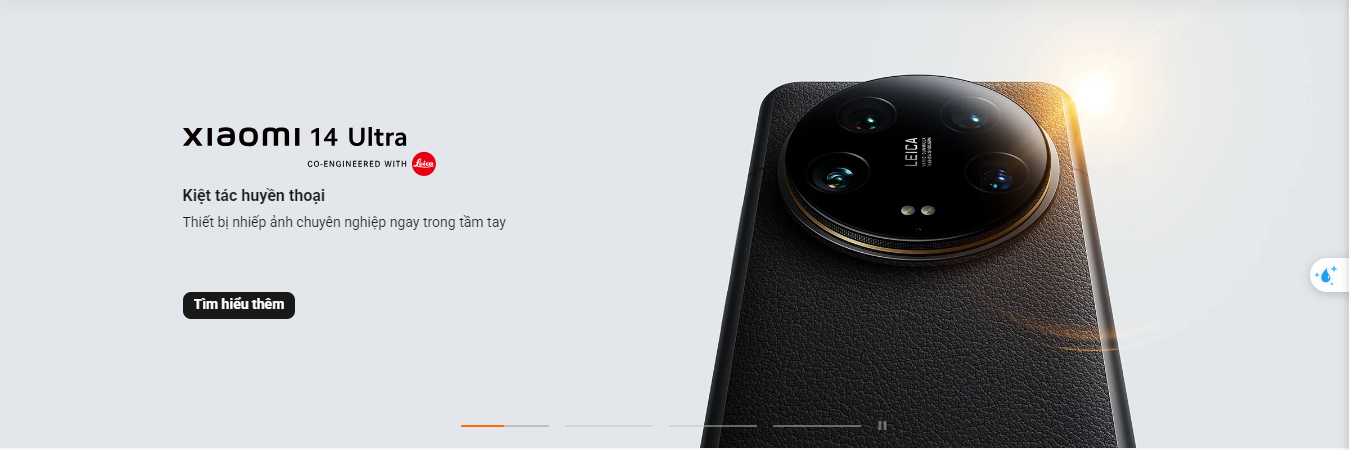 xiaomi 14 Ultra
CO-ENGINEERED WITH Leica
Kiệt tác huyền thoại
Thiết bị nhiếp ảnh chuyên nghiệp ngay trong tầm tay
Tìm hiểu thêm
LEICA